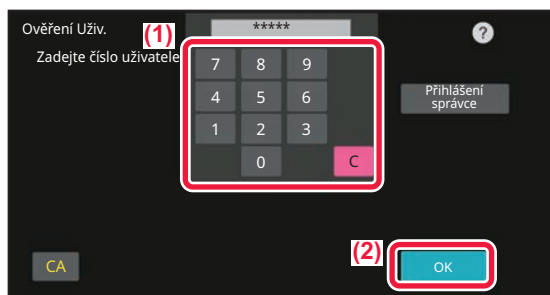 Ověření Uživ.
(1)
*****
?
Zadejte číslo uživatele
7 8 9
4 5 6
1 2 3
0 C
Přihlášení
správce
(2)
CA
OK